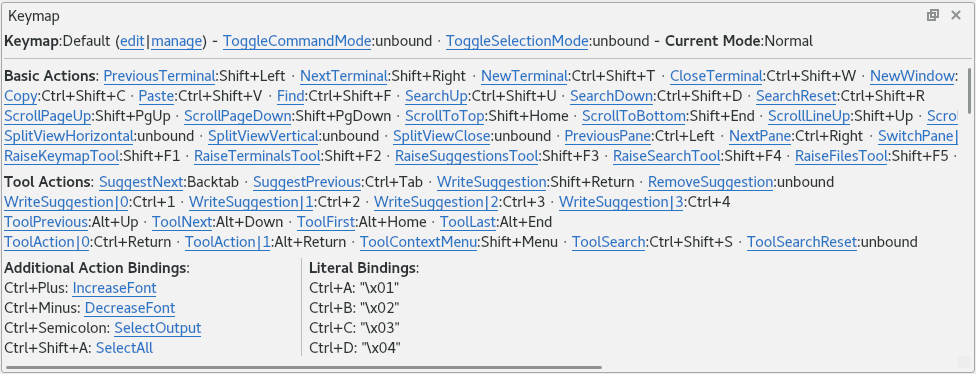 Keymap
Keymap:Default (edit|manage) - ToggleCommandMode:unbound · ToggleSelectionMode:unbound - Current Mode:Normal
Basic Actions: PreviousTerminal:Shift+Left · NextTerminal:Shift+Right · NewTerminal:Ctrl+Shift+T · CloseTerminal:Ctrl+Shift+W · NewWindow:
Copy:Ctrl+Shift+C · Paste:Ctrl+Shift+V · Find:Ctrl+Shift+F · SearchUp:Ctrl+Shift+U · SearchDown:Ctrl+Shift+D · SearchReset:Ctrl+Shift+R
ScrollPageUp:Shift+PgUp · ScrollPageDown:Shift+PgDown · ScrollToTop:Shift+Home · ScrollToBottom:Shift+End · ScrollLineUp:Shift+Up · Scrol
SplitViewHorizontal:unbound · SplitViewVertical:unbound · SplitViewClose:unbound · PreviousPane:Ctrl+Left · NextPane:Ctrl+Right · SwitchPane|
RaiseKeymapTool:Shift+F1 · RaiseTerminalsTool:Shift+F2 · RaiseSuggestionsTool:Shift+F3 · RaiseSearchTool:Shift+F4 · RaiseFilesTool:Shift+F5 ·
Tool Actions: SuggestNext:Backtab · SuggestPrevious:Ctrl+Tab · WriteSuggestion:Shift+Return · RemoveSuggestion:unbound
WriteSuggestion|0:Ctrl+1 · WriteSuggestion|1:Ctrl+2 · WriteSuggestion|2:Ctrl+3 · WriteSuggestion|3:Ctrl+4
ToolPrevious:Alt+Up · ToolNext:Alt+Down · ToolFirst:Alt+Home · ToolLast:Alt+End
ToolAction|0:Ctrl+Return · ToolAction|1:Alt+Return · ToolContextMenu:Shift+Menu · ToolSearch:Ctrl+Shift+S · ToolSearchReset:unbound
Additional Action Bindings:
Ctrl+Plus: IncreaseFont
Ctrl+Minus: DecreaseFont
Ctrl+Semicolon: SelectOutput
Ctrl+Shift+A: SelectAll
Literal Bindings:
Ctrl+A: "\x01"
Ctrl+B: "\x02"
Ctrl+C: "\x03"
Ctrl+D: "\x04"